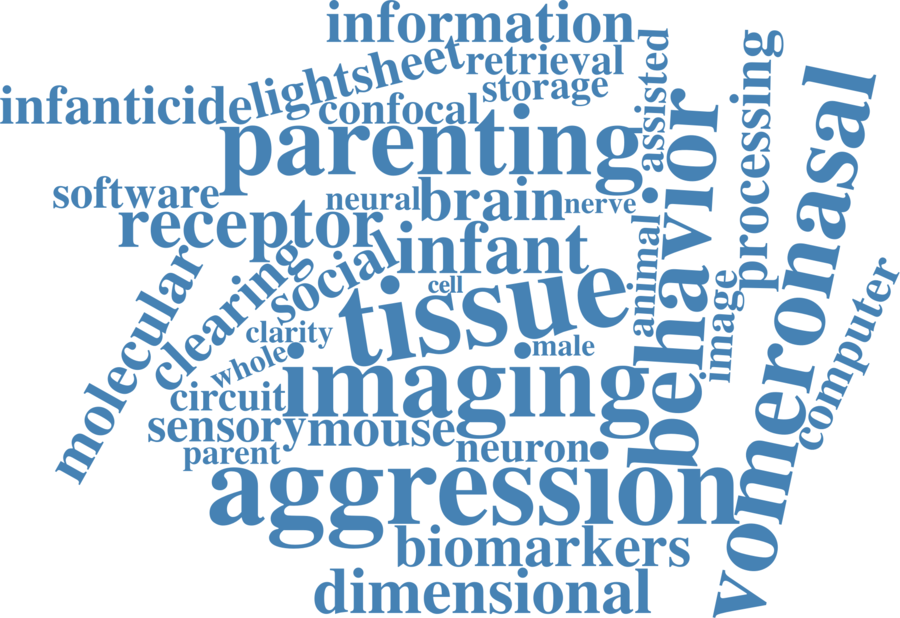 information
assisted
lightsheet
retrieval
storage
infanticide
confocal
parenting
processing
behavior
vomeronasal
software
neural
brain
nerve
receptor
infant
social
animal
clearing
molecular
cell
tissue
image
computer
clarity
male
whole
imaging
circuit
sensory
mouse
parent
neuron
aggression
biomarkers
dimensional